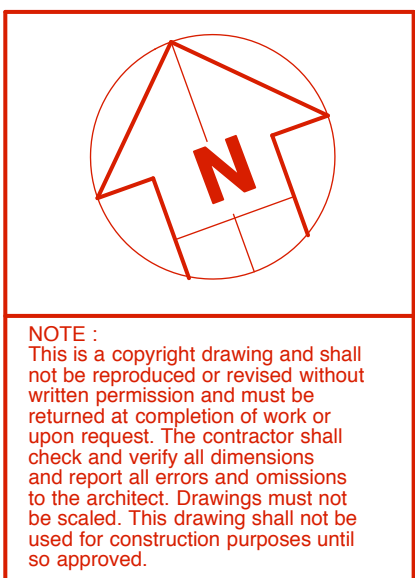 N
NOTE :
This is a copyright drawing and shall
not be reproduced or revised without
written permission and must be
returned at completion of work or
upon request. The contractor shall
check and verify all dimensions
and report all errors and omissions
to the architect. Drawings must not
be scaled. This drawing shall not be
used for construction purposes until
so approved.